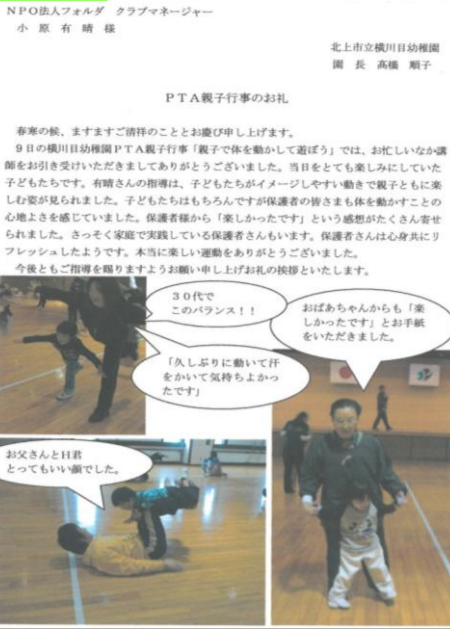 NPO法人フォルダ　クラブマネージャー
小　原　有　晴　様
北上市立横川目幼稚園
園　長　髙橋　順子
PTA親子行事のお礼
春寒の候、ますますご清祥のこととお慶び申し上げます。
9日の横川目幼稚園PTA親子行事「親子で体を動かして遊ぼう」では、お忙しいなか講
師をお引き受けいただきましてありがとうございました。当日をとても楽しみにしていた
子どもたちです。有晴さんの指導は、子どもたちがイメージしやすい動きで親子ともに楽
しむ姿が見られました。子どもたちはもちろんですが保護者の皆さまも体を動かすことの
心地よさを感じていました。保護者様から「楽しかったです」という感想がたくさん寄せ
られました。さっそく家庭で実践している保護者さんもいます。保護者さんは心身共にリ
フレッシュしたようです。本当に楽しい運動をありがとうございました。
今後ともご指導を賜りますようお願い申し上げお礼の挨拶といたします。
30代で
このバランス！！
おばあちゃんからも「楽
しかったです」とお手紙
をいただきました。
「久しぶりに動いて汗
をかいて気持ちよかっ
たです」
お父さんとH君
とってもいい顔でした。